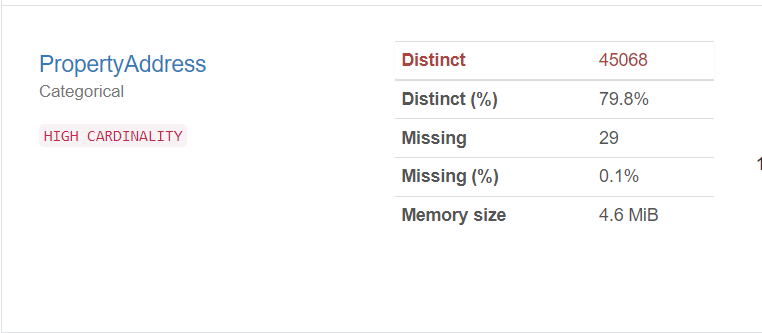 PropertyAddress
Categorical
HIGH CARDINALITY
Distinct 45068
Distinct (%) 79.8%
Missing 29
Missing (%) 0.1%
Memory size 4.6 MiB
1